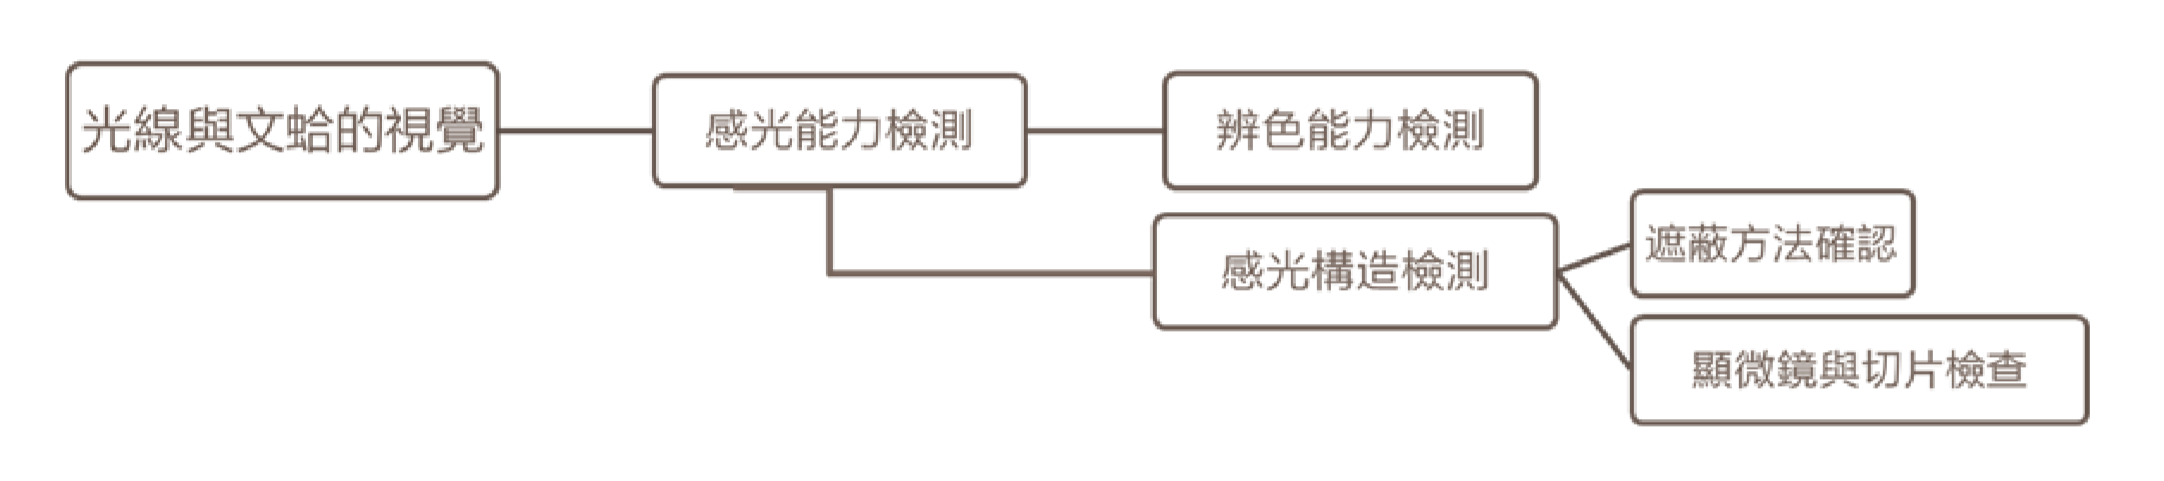 光線與文蛤的視覺
感光能力檢測
辨色能力檢測
感光構造檢測
遮蔽方法確認
顯微鏡與切片檢查